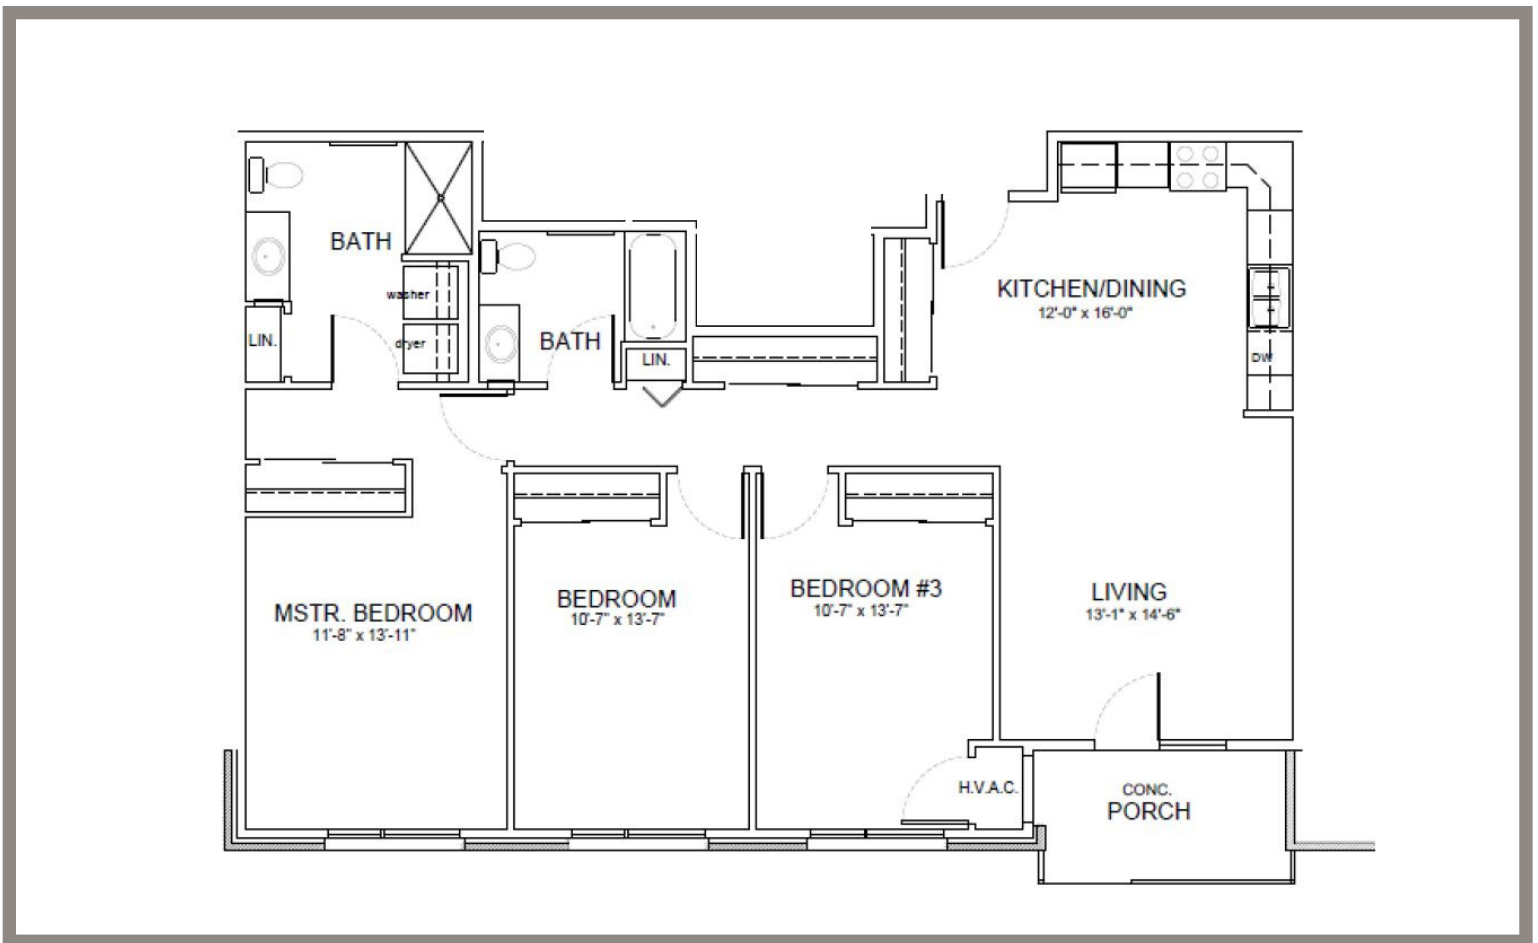 BATH
washer
LIN.
dryer
BATH
LIN.
KITCHEN/DINING
12'-0" x 16'-0"
DW
MSTR. BEDROOM
11'-8" x 13'-11"
BEDROOM
10'-7" x 13'-7"
BEDROOM #3
10'-7" x 13'-7"
LIVING
13'-1" x 14'-6"
H.V.A.C.
CONC.
PORCH